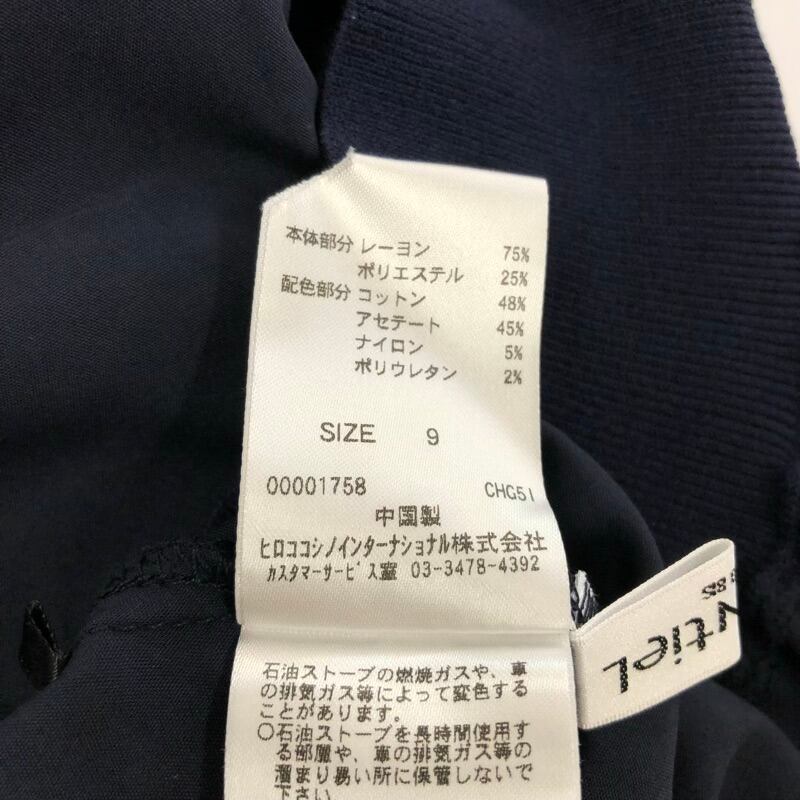 本体部分 レーヨン 75%
ポリエステル 25%
配色部分 コットン 48%
アセテート 45%
ナイロン 5%
ポリウレタン 2%
SIZE 9
00001758 CHG51
中国製
ヒロココシノインターナショナル株式会社
カスタマーサービス室 03-3478-4392
石油ストーブの燃焼ガスや、車
の排気ガス等によって変色する
ことがあります。
○石油ストーブを長時間使用す
る部屋や、車の排気ガス等の
溜まり易い所に保管しないで
下さい